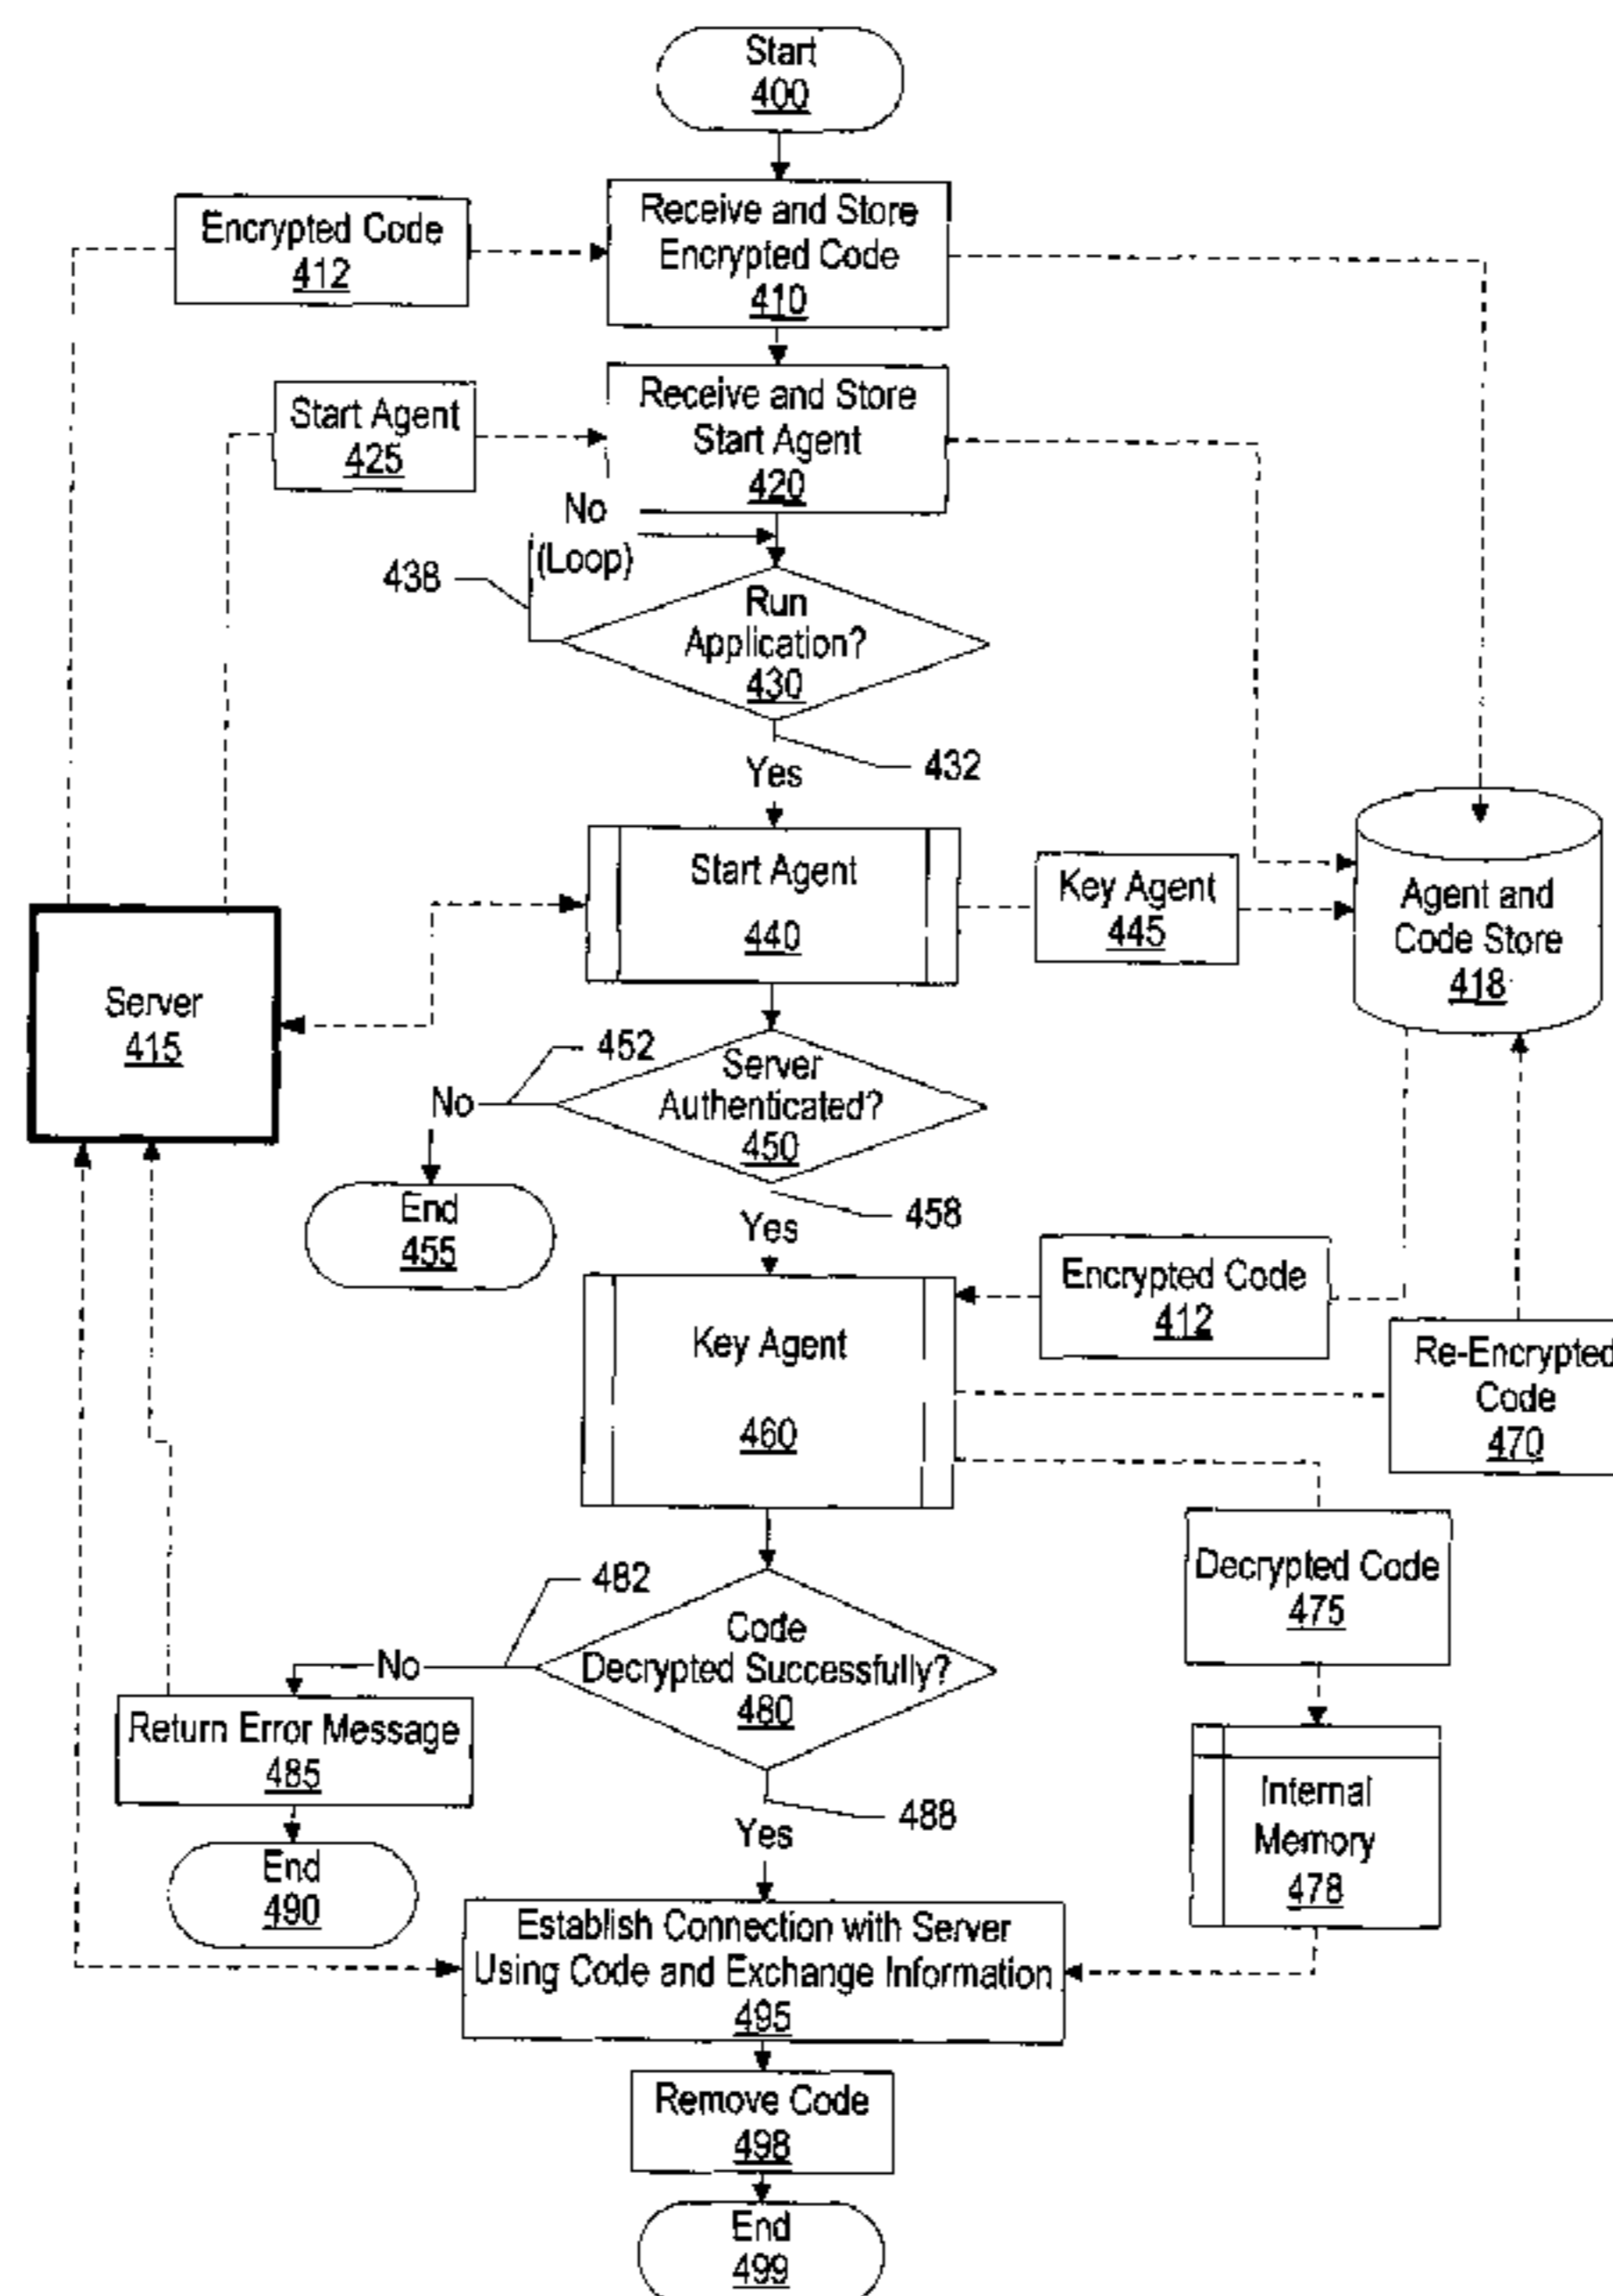 Start
400
Encrypted Code
412
Receive and Store
Encrypted Code
410
Start Agent
425
Receive and Store
Start Agent
420
No
(Loop)
438
Run
Application?
430
432
Yes
Start Agent
440
Key Agent
445
Agent and
Code Store
418
Server
415
452
Server
Authenticated?
450
No
End
455
458
Yes
Encrypted Code
412
Key Agent
460
Re-Encrypted
Code
470
Decrypted Code
475
482
Code
Decrypted Successfully?
480
No
Return Error Message
485
End
490
488
Yes
Internal
Memory
478
Establish Connection with Server
Using Code and Exchange Information
495
Remove Code
498
End
499